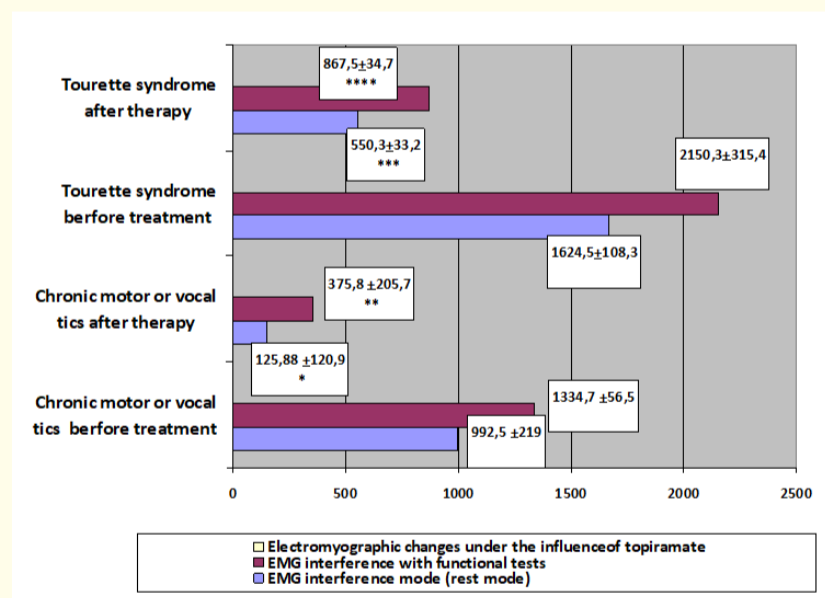 867,5±34,7
****
Tourette syndrome
after therapy
550,3±33,2
***
2150,3±315,4
Tourette syndrome
berfore treatment
1624,5±108,3
375,8 ±205,7
**
Chronic motor or vocal
tics after therapy
125,88 ±120,9
*
1334,7 ±56,5
Chronic motor or vocal
tics berfore treatment
992,5 ±219
0 500 1000 1500 2000 2500
Electromyographic changes under the influenceof topiramate
EMG interference with functional tests
EMG interference mode (rest mode)